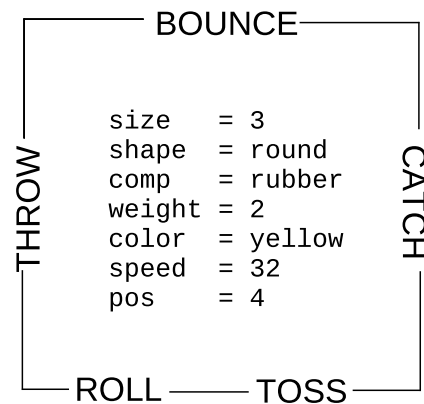 BOUNCE
THROW
CATCH
size   = 3
shape  = round
comp   = rubber
weight = 2
color  = yellow
speed  = 32
pos    = 4
ROLL
TOSS